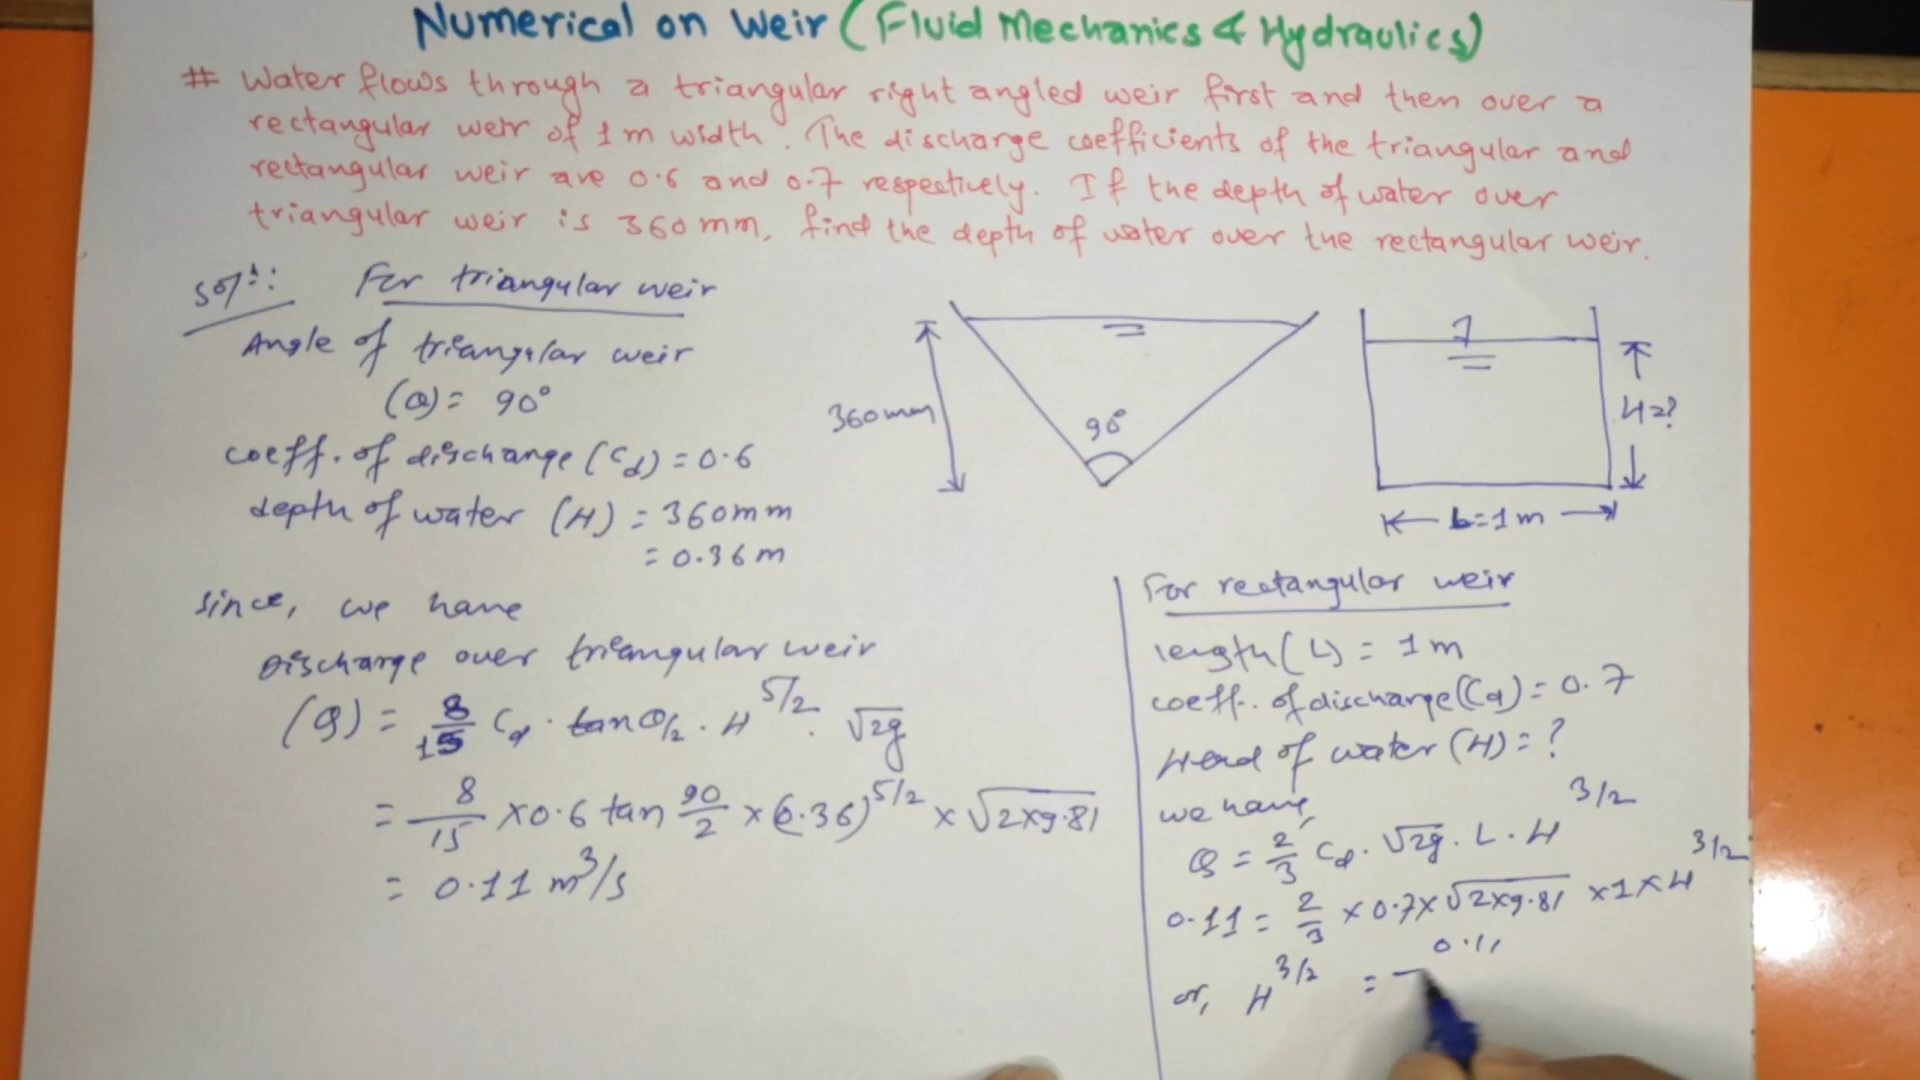 Numerical on Weir (Fluid Mechanics & Hydraulics)
# Water flows through a triangular right angled weir first and then over a
rectangular weir of 1m width. The discharge coefficients of the triangular and
rectangular weir are 0.6 and 0.7 respectively. If the depth of water over
triangular weir is 360mm, find the depth of water over the rectangular weir.
Solⁿ: For triangular weir
Angle of triangular weir
(θ) = 90°
coeff. of discharge (Cd) = 0.6
depth of water (H) = 360mm
= 0.36 m
Since, we have
Discharge over triangular weir
(Q) = 8/15 Cd · tan θ/2 · H^5/2 · √2g
= 8/15 × 0.6 tan 90/2 × (0.36)^5/2 × √2×9.81
= 0.11 m³/s
360mm
90°
H=?
b=1m
For rectangular weir
length (L) = 1m
coeff. of discharge (Cd) = 0.7
Head of water (H) = ?
we have,
Q = 2/3 Cd · √2g · L · H^3/2
0.11 = 2/3 × 0.7 × √2×9.81 × 1 × H^3/2
or, H^3/2 = 0.11